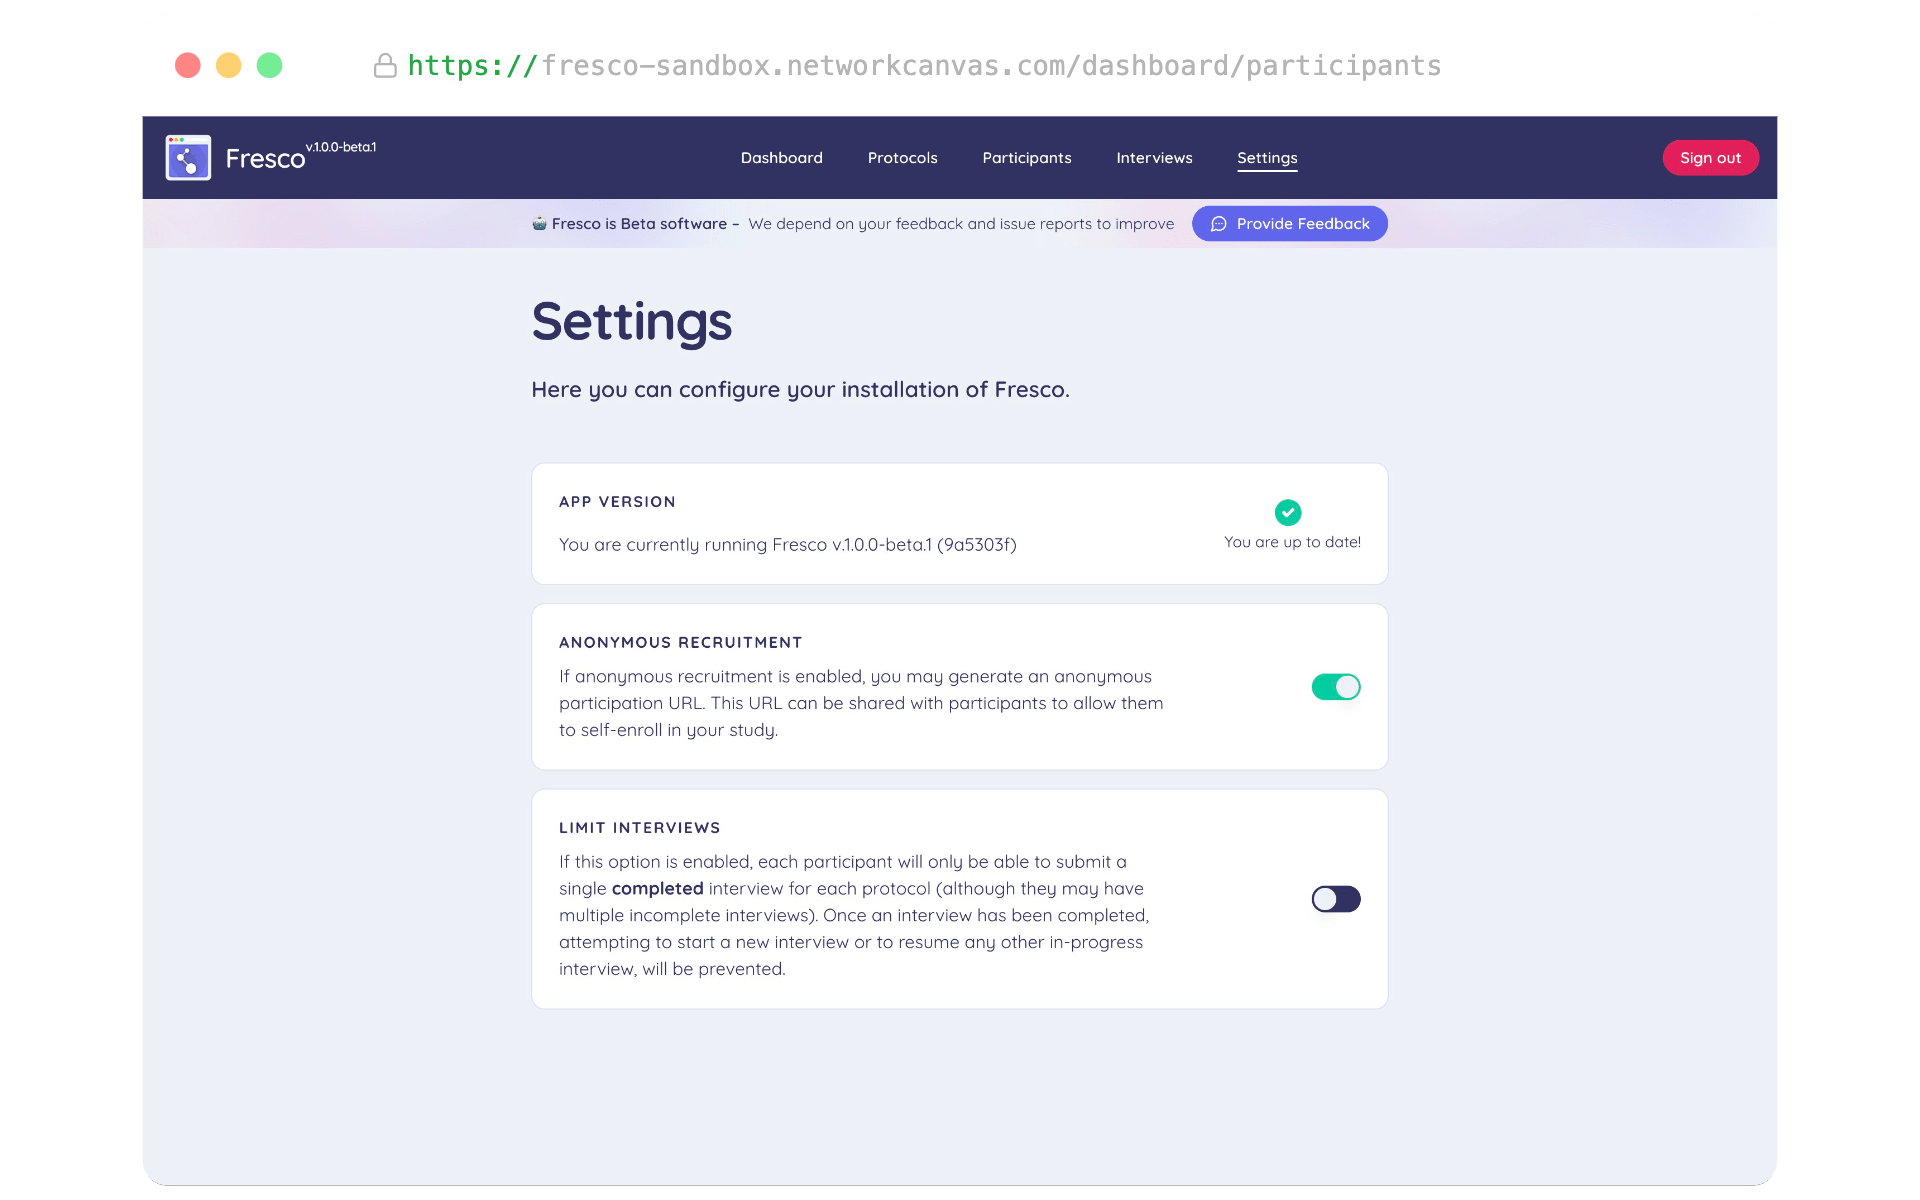 https://fresco-sandbox.networkcanvas.com/dashboard/participants
Fresco v.1.0.0-beta.1
Dashboard
Protocols
Participants
Interviews
Settings
Sign out
Fresco is Beta software – We depend on your feedback and issue reports to improve
Provide Feedback
Settings
Here you can configure your installation of Fresco.
APP VERSION
You are currently running Fresco v.1.0.0-beta.1 (9a5303f)
You are up to date!
ANONYMOUS RECRUITMENT
If anonymous recruitment is enabled, you may generate an anonymous
participation URL. This URL can be shared with participants to allow them
to self-enroll in your study.
LIMIT INTERVIEWS
If this option is enabled, each participant will only be able to submit a
single completed interview for each protocol (although they may have
multiple incomplete interviews). Once an interview has been completed,
attempting to start a new interview or to resume any other in-progress
interview, will be prevented.